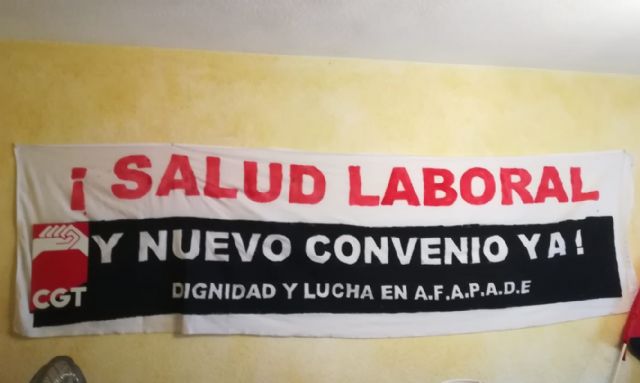 ¡ SALUD LABORAL
Y NUEVO CONVENIO YA!
DIGNIDAD Y LUCHA EN A.F.A.P.A.D.E
CGT